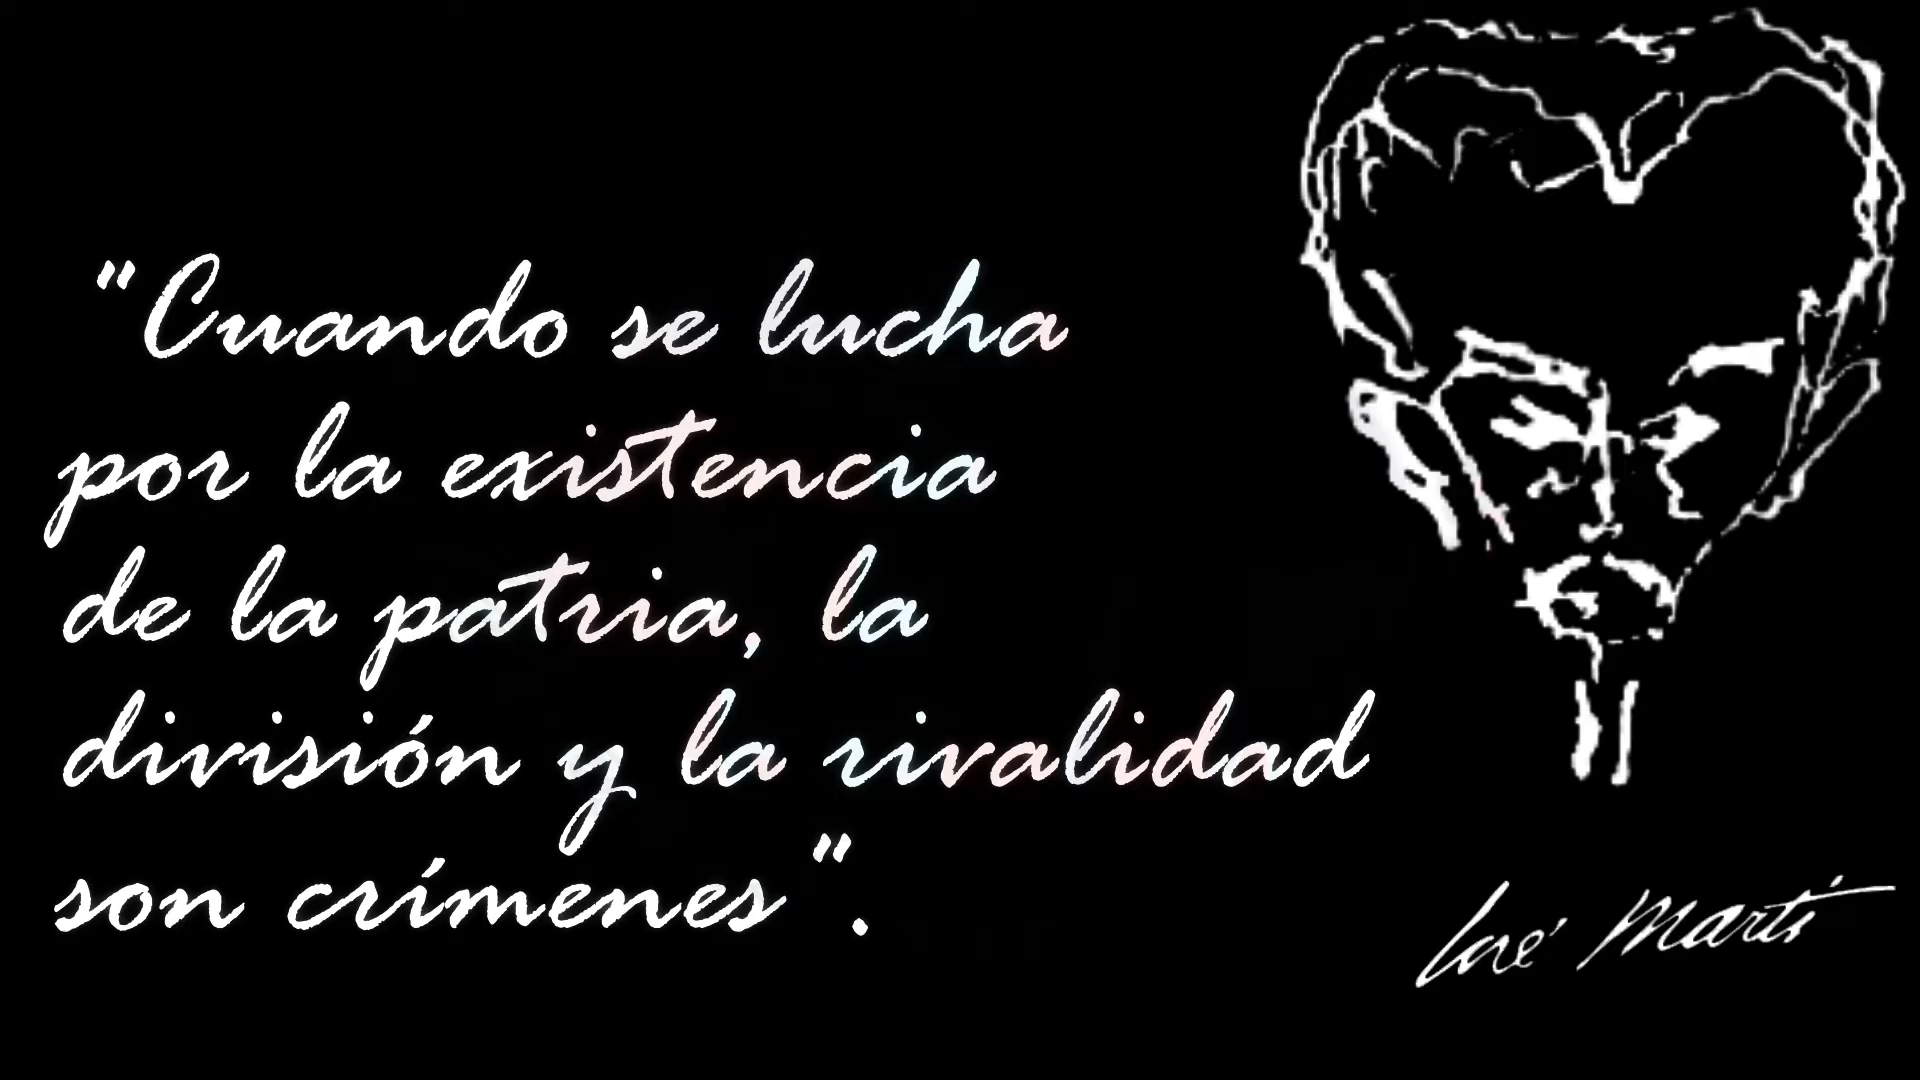 “Cuando se lucha
por la existencia
de la patria, la
división y la rivalidad
son crímenes”.
José Martí